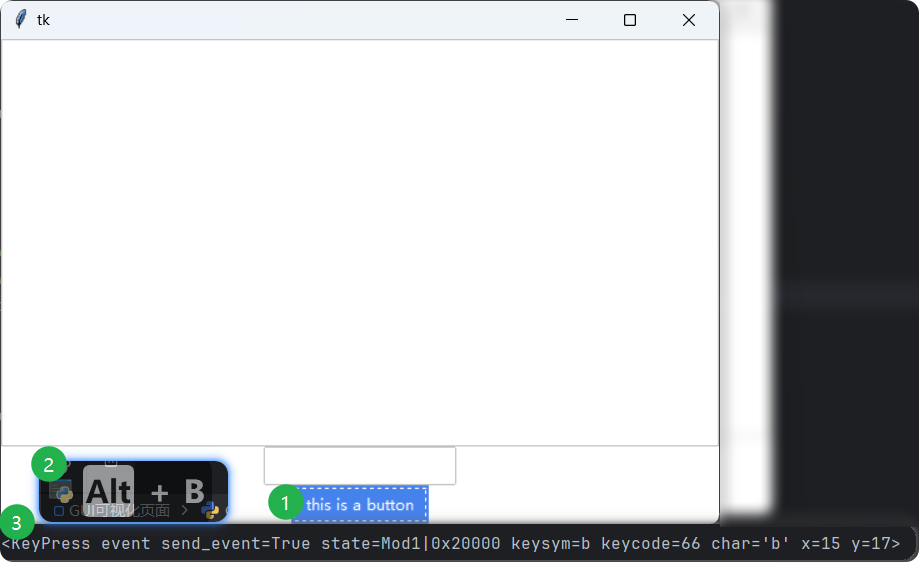 tk
2
Alt + B
GUI可视化页面
1
this is a button
3
<KeyPress event send_event=True state=Mod1|0x20000 keysym=b keycode=66 char='b' x=15 y=17>